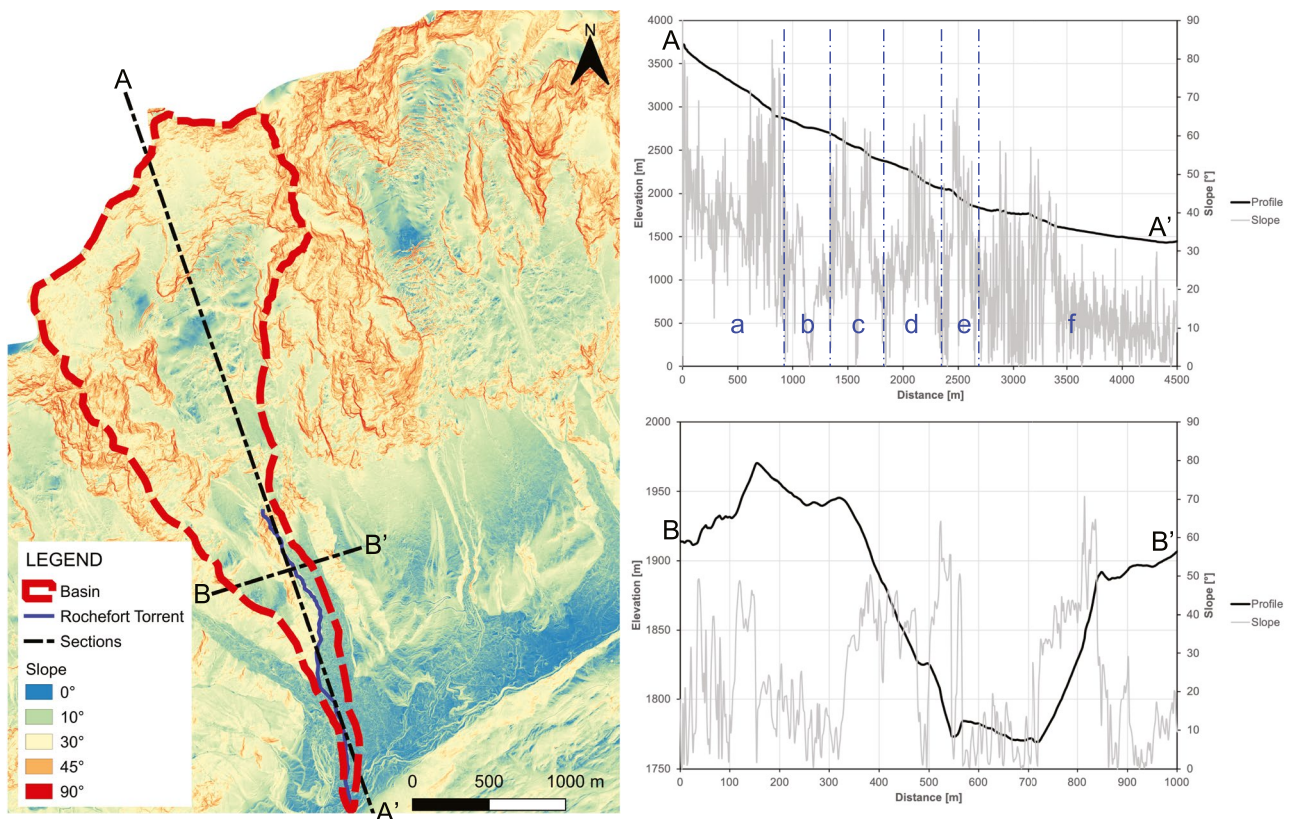 A
N
B
B'
A'
LEGEND
Basin
Rochefort Torrent
Sections
Slope
0°
10°
30°
45°
90°
0 500 1000 m
4000
3500
3000
2500
2000
1500
1000
500
0
Elevation [m]
A
A'
a b c d e f
90
80
70
60
50
40
30
20
10
0
Slope [°]
0 500 1000 1500 2000 2500 3000 3500 4000 4500
Distance [m]
Profile
Slope
2000
1950
1900
1850
1800
1750
Elevation [m]
B
B'
90
80
70
60
50
40
30
20
10
0
Slope [°]
0 100 200 300 400 500 600 700 800 900 1000
Distance [m]
Profile
Slope